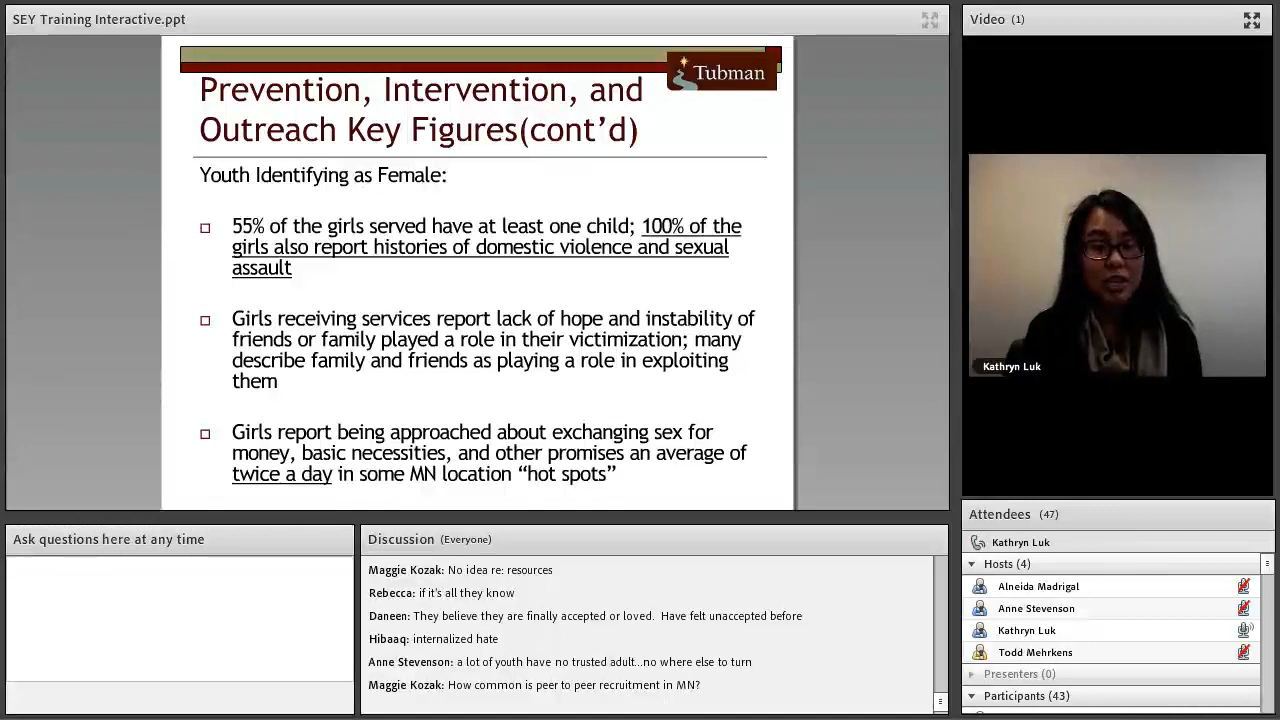 SEY Training Interactive.ppt
Tubman
Prevention, Intervention, and
Outreach Key Figures(cont’d)
Youth Identifying as Female:
55% of the girls served have at least one child; 100% of the
girls also report histories of domestic violence and sexual
assault
Girls receiving services report lack of hope and instability of
friends or family played a role in their victimization; many
describe family and friends as playing a role in exploiting
them
Girls report being approached about exchanging sex for
money, basic necessities, and other promises an average of
twice a day in some MN location “hot spots”
Video (1)
Kathryn Luk
Attendees (47)
Kathryn Luk
Hosts (4)
Alneida Madrigal
Anne Stevenson
Kathryn Luk
Todd Mehrkens
Presenters (0)
Participants (43)
Ask questions here at any time
Discussion (Everyone)
Maggie Kozak: No idea re: resources
Rebecca: if it's all they know
Daneen: They believe they are finally accepted or loved. Have felt unaccepted before
Hibaaq: internalized hate
Anne Stevenson: a lot of youth have no trusted adult...no where else to turn
Maggie Kozak: How common is peer to peer recruitment in MN?